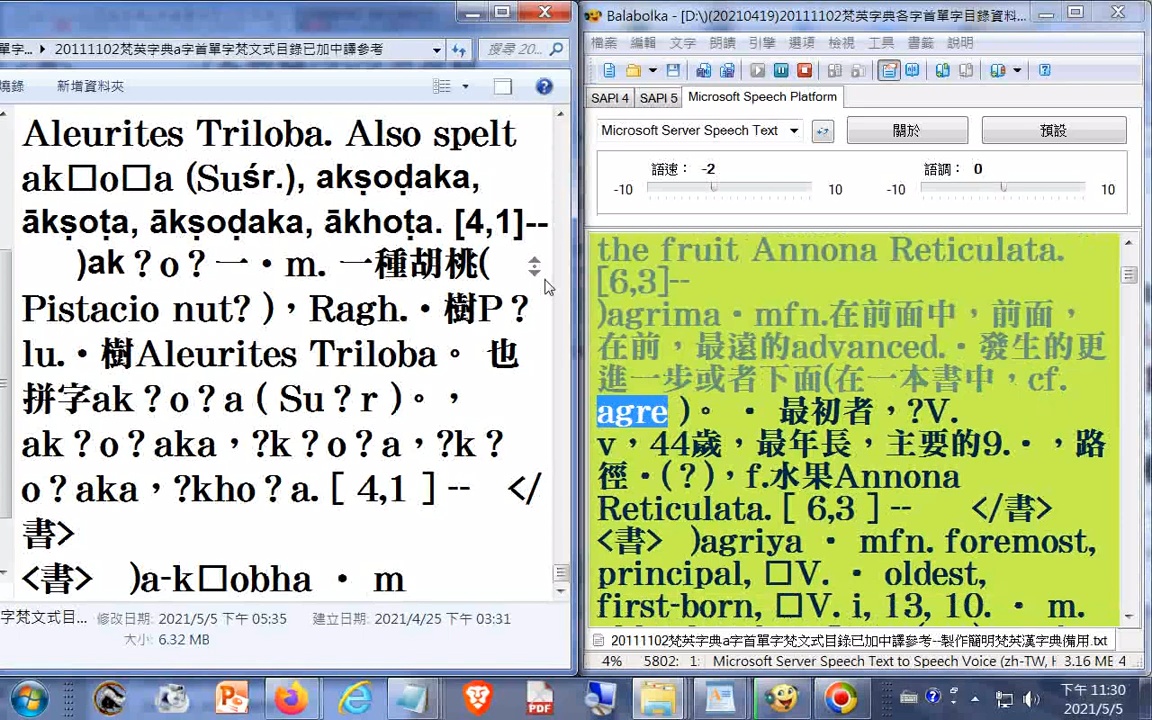 單字... ▸ 20111102梵英字典a字首單字梵文式目錄已加中譯參考
搜尋 20...
燒錄 新增資料夾
Aleurites Triloba. Also spelt
ak□o□a (Suśr.), akṣoḍaka,
ākṣoṭa, ākṣoḍaka, ākhoṭa. [4,1]--
)ak？o？一・m. 一種胡桃(
Pistacio nut? )，Ragh.・樹P？
lu.・樹Aleurites Triloba。 也
拼字ak？o？a ( Su？r )。，
ak？o？aka，?k？o？a，?k？
o？aka，?kho？a. [ 4,1 ] -- </
書>
<書> )a-k□obha ・ m
字梵文式目... 修改日期: 2021/5/5 下午 05:35 建立日期: 2021/4/25 下午 03:31
大小: 6.32 MB
Balabolka - [D:\)(20210419)20111102梵英字典各字首單字目錄資料...
檔案 編輯 文字 朗讀 引擎 選項 檢視 工具 書籤 說明
SAPI 4 SAPI 5 Microsoft Speech Platform
Microsoft Server Speech Text 關於 預設
語速： -2 語調： 0
-10 10 -10 10
the fruit Annona Reticulata.
[6,3]--
)agrima・mfn.在前面中，前面，
在前，最遠的advanced.・發生的更
進一步或者下面(在一本書中，cf.
agre )。 ・ 最初者，?V.
v，44歲，最年長，主要的9.・，路
徑・(？)，f.水果Annona
Reticulata. [ 6,3 ] -- </書>
<書> )agriya ・ mfn. foremost,
principal, □V. ・ oldest,
first-born, □V. i, 13, 10. ・ m.
20111102梵英字典a字首單字梵文式目錄已加中譯參考--製作簡明梵英漢字典備用.txt
4% 5802: 1 Microsoft Server Speech Text to Speech Voice (zh-TW, H 3.16 MB 4
PDF
下午 11:30
2021/5/5